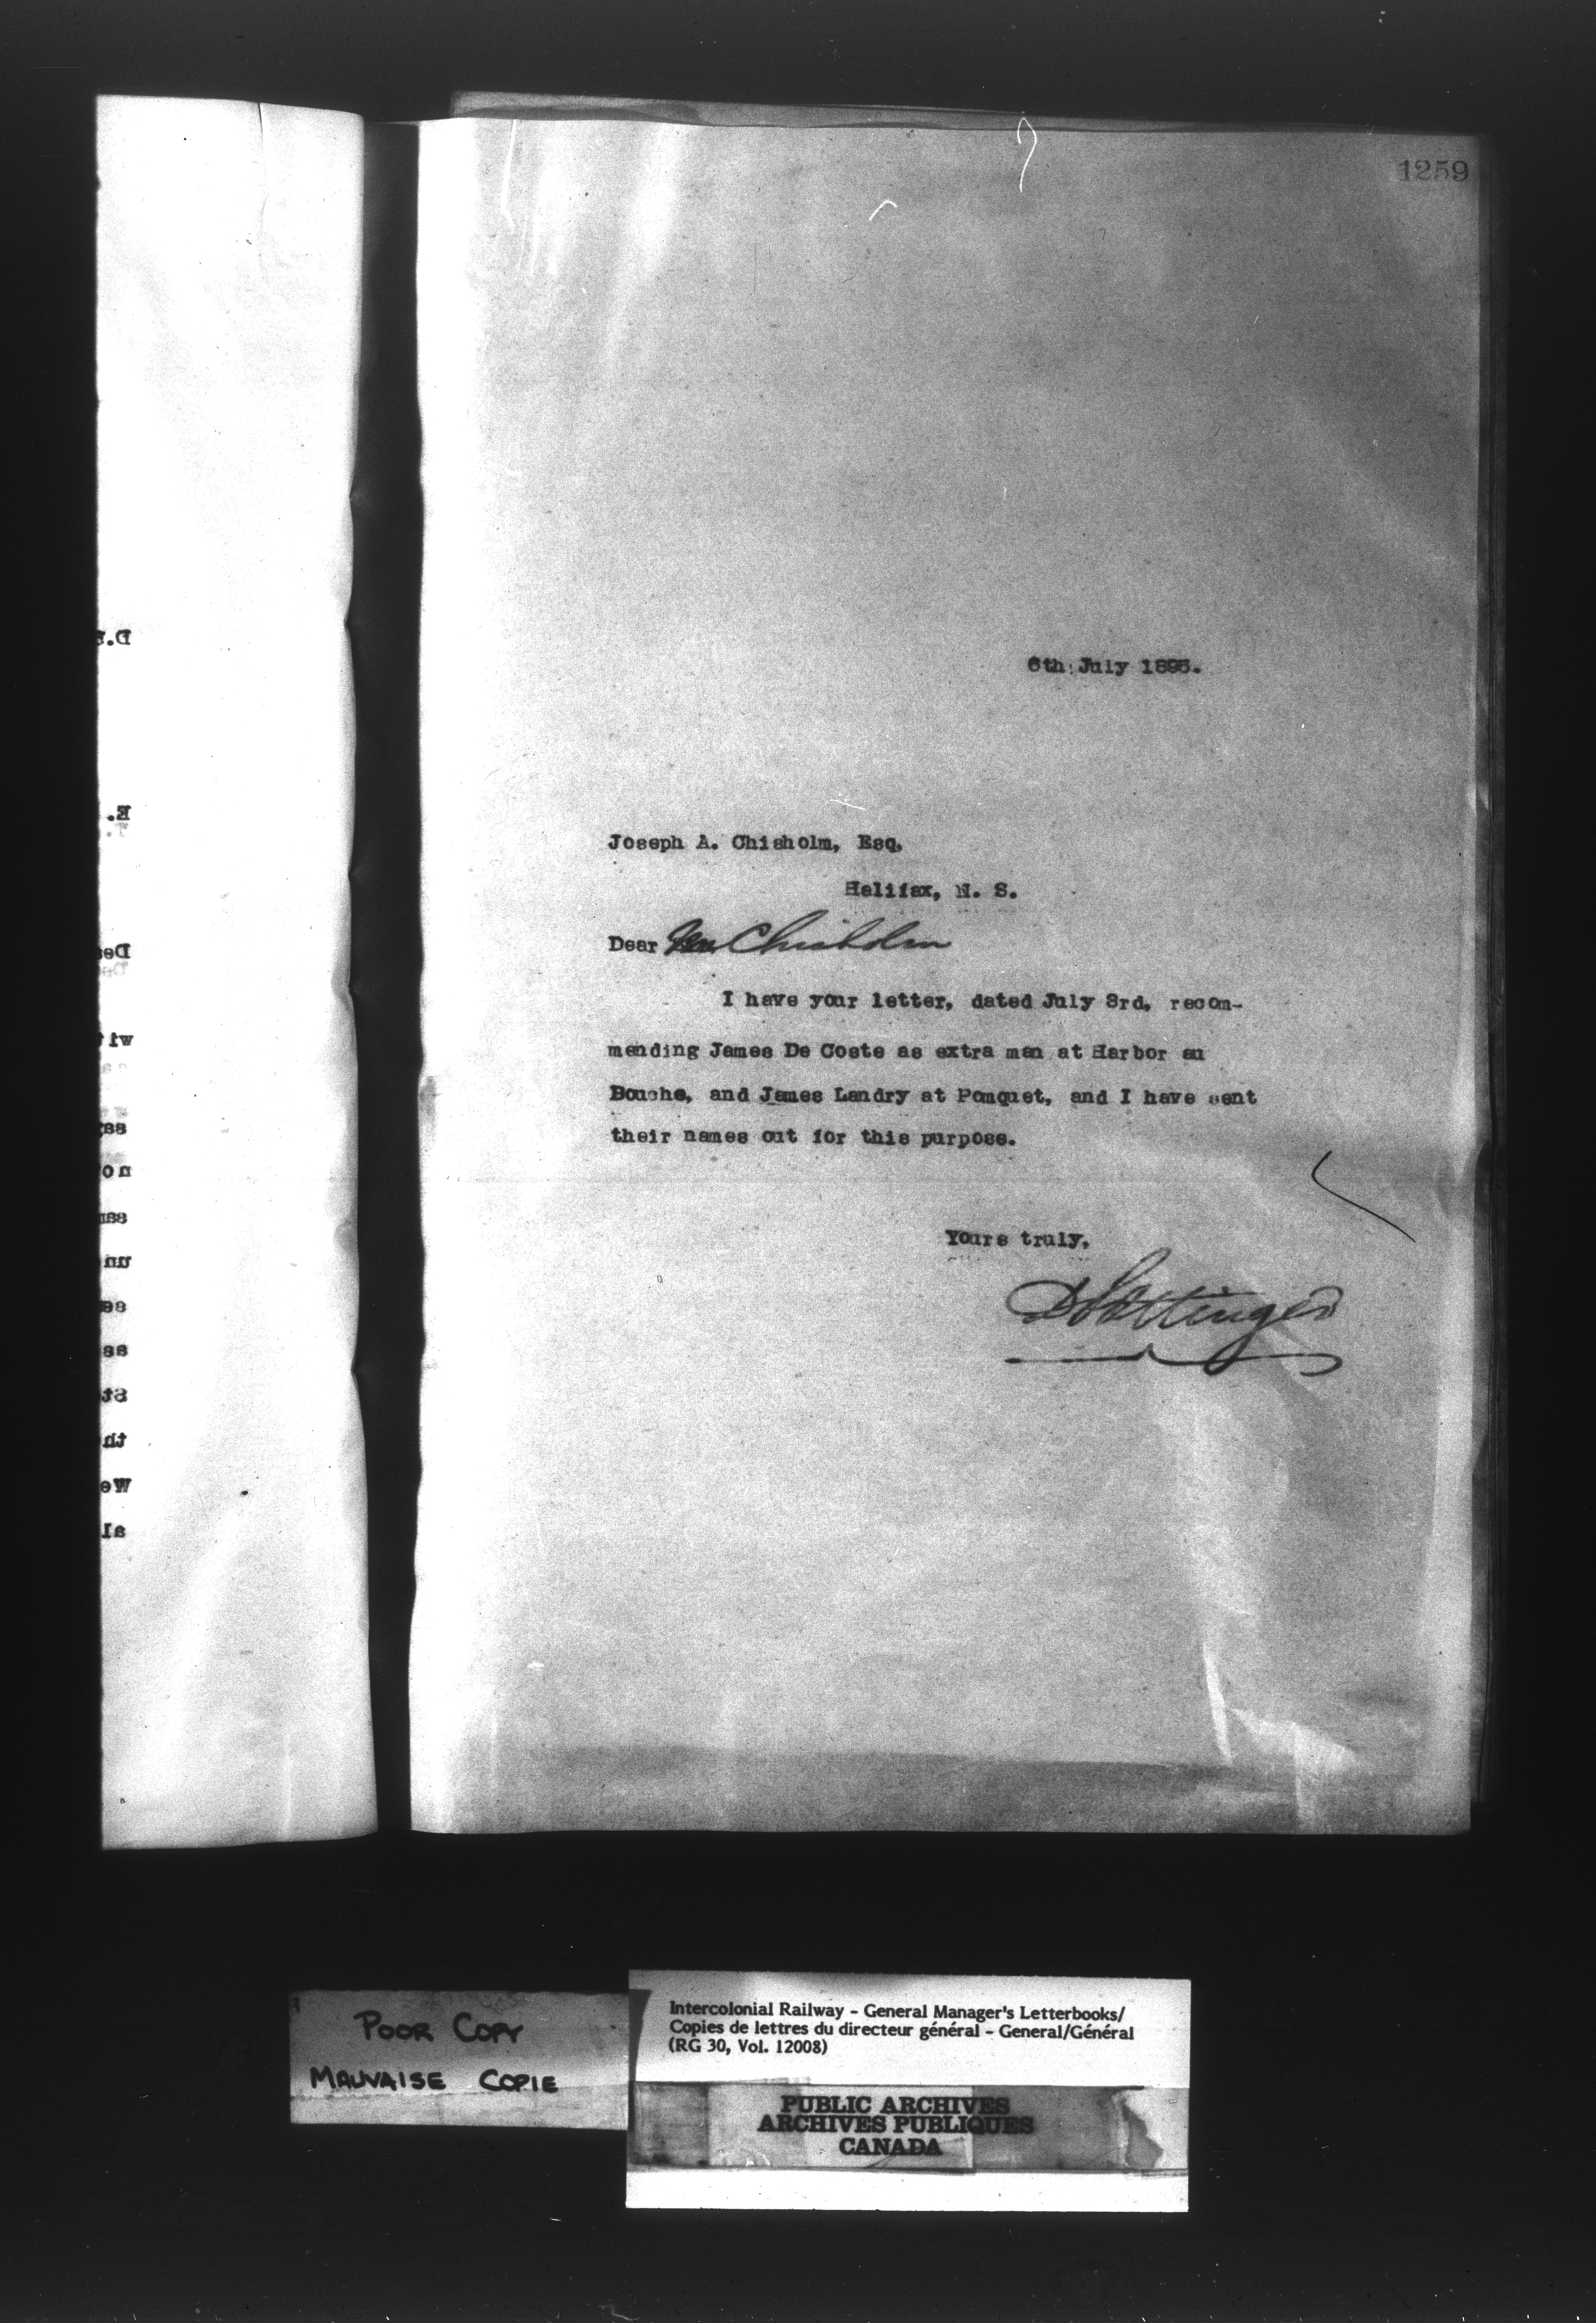 1259
6th July 1895.
Joseph A. Chisholm, Esq.
Halifax, N. S.
Dear Mr Chisholm
I have your letter, dated July 3rd, recom-
mending James De Coste as extra man at Harbor au
Bouche, and James Landry at Pomquet, and I have sent
their names out for this purpose.
Yours truly,
D Pottinger
POOR COPY
MAUVAISE COPIE
Intercolonial Railway - General Manager's Letterbooks/
Copies de lettres du directeur général - General/Général
(RG 30, Vol. 12008)
PUBLIC ARCHIVES
ARCHIVES PUBLIQUES
CANADA